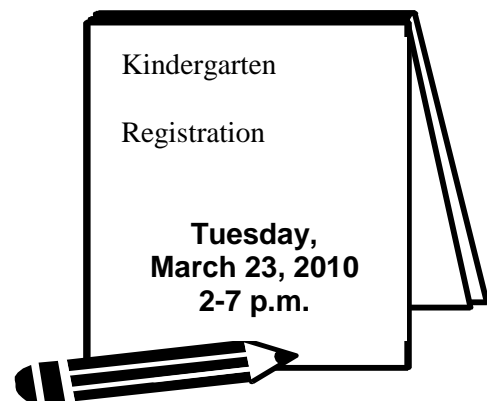 Kindergarten
Registration
Tuesday,
March 23, 2010
2-7 p.m.